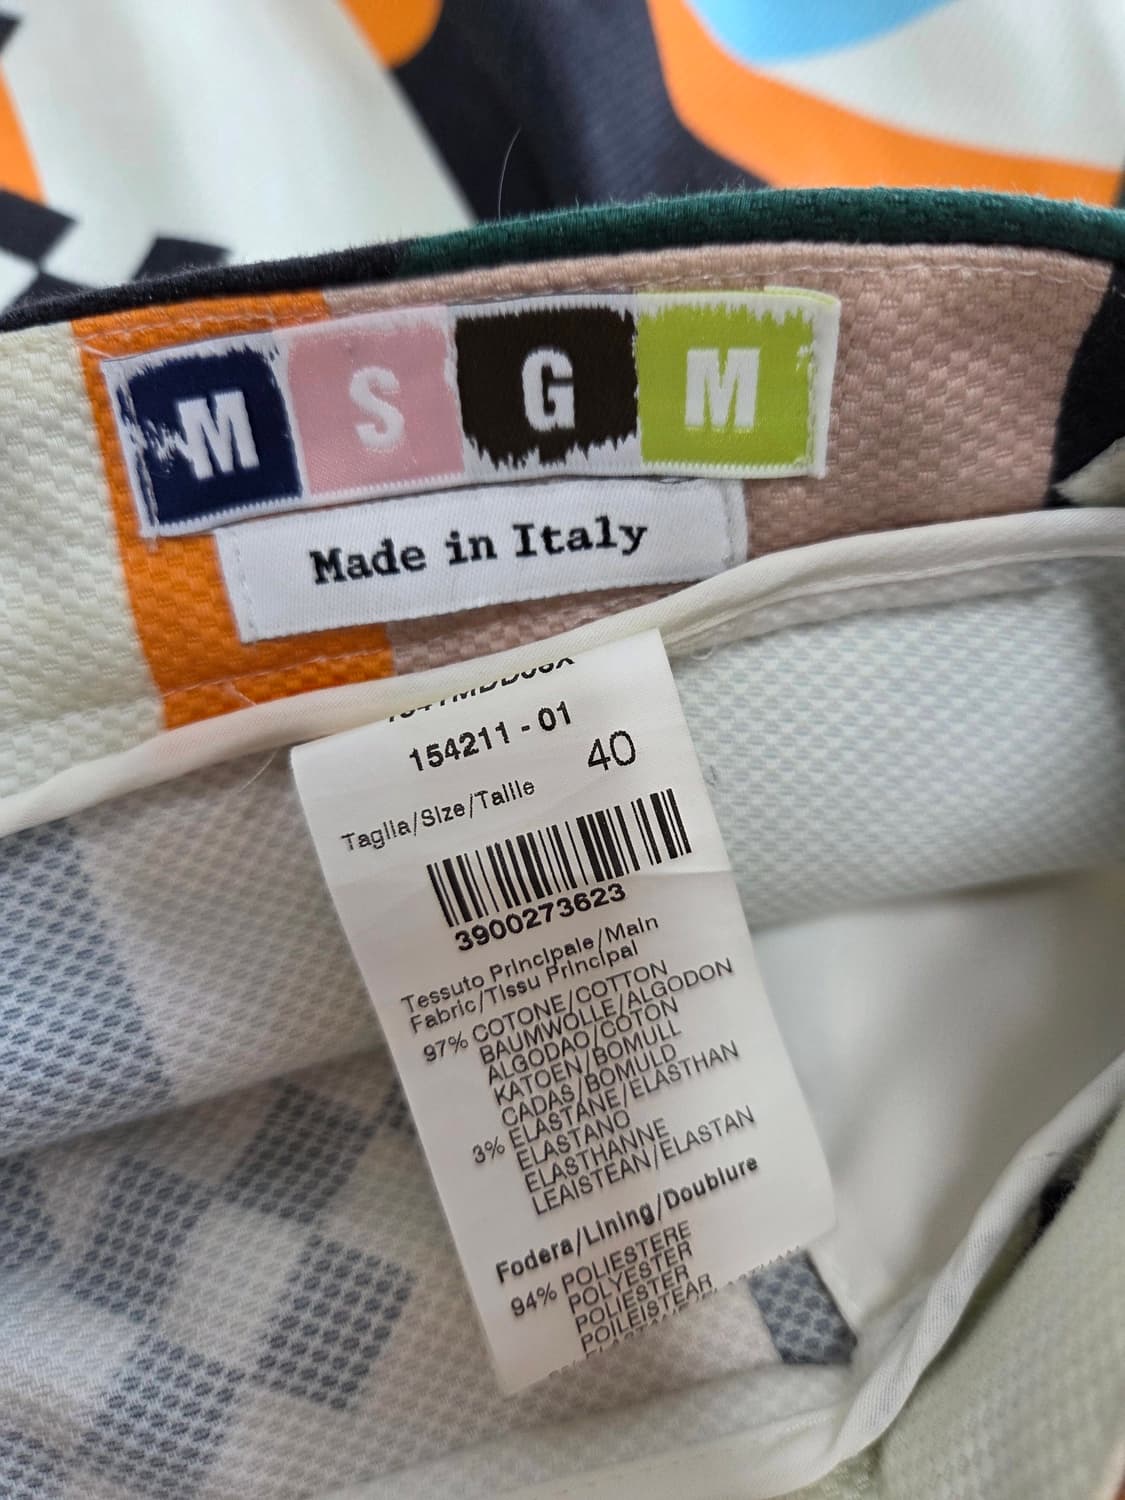 MSGM
Made in Italy
154211 - 01
40
Taglia/Size/Taille
3900273623
Tessuto Principale/Main
Fabric/Tissu Principal
97% COTONE/COTTON
BAUMWOLLE/ALGODON
ALGODAO/COTON
KATOEN/BOMULL
CADAS/BOMULD
3% ELASTANE/ELASTHAN
ELASTANO
ELASTHANNE
LEAISTEAN/ELASTAN
Fodera/Lining/Doublure
94% POLIESTERE
POLYESTER
POLIESTER
POILEISTEAR